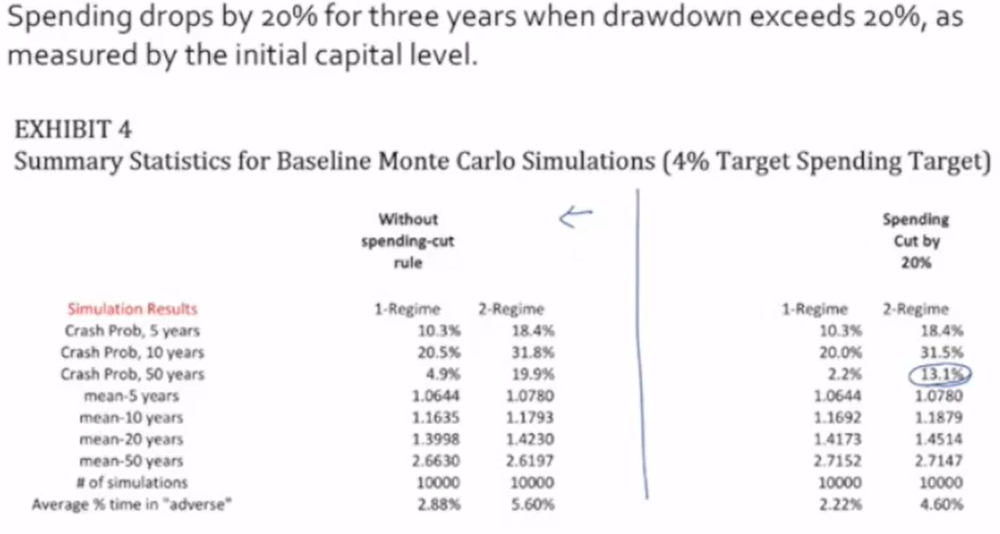 Spending drops by 20% for three years when drawdown exceeds 20%, as
measured by the initial capital level.
EXHIBIT 4
Summary Statistics for Baseline Monte Carlo Simulations (4% Target Spending Target)
Without Spending
spending-cut Cut by
rule 20%
Simulation Results 1-Regime 2-Regime 1-Regime 2-Regime
Crash Prob, 5 years 10.3% 18.4% 10.3% 18.4%
Crash Prob, 10 years 20.5% 31.8% 20.0% 31.5%
Crash Prob, 50 years 4.9% 19.9% 2.2% 13.1%
mean-5 years 1.0644 1.0780 1.0644 1.0780
mean-10 years 1.1635 1.1793 1.1692 1.1879
mean-20 years 1.3998 1.4230 1.4173 1.4514
mean-50 years 2.6630 2.6197 2.7152 2.7147
# of simulations 10000 10000 10000 10000
Average % time in "adverse" 2.88% 5.60% 2.22% 4.60%